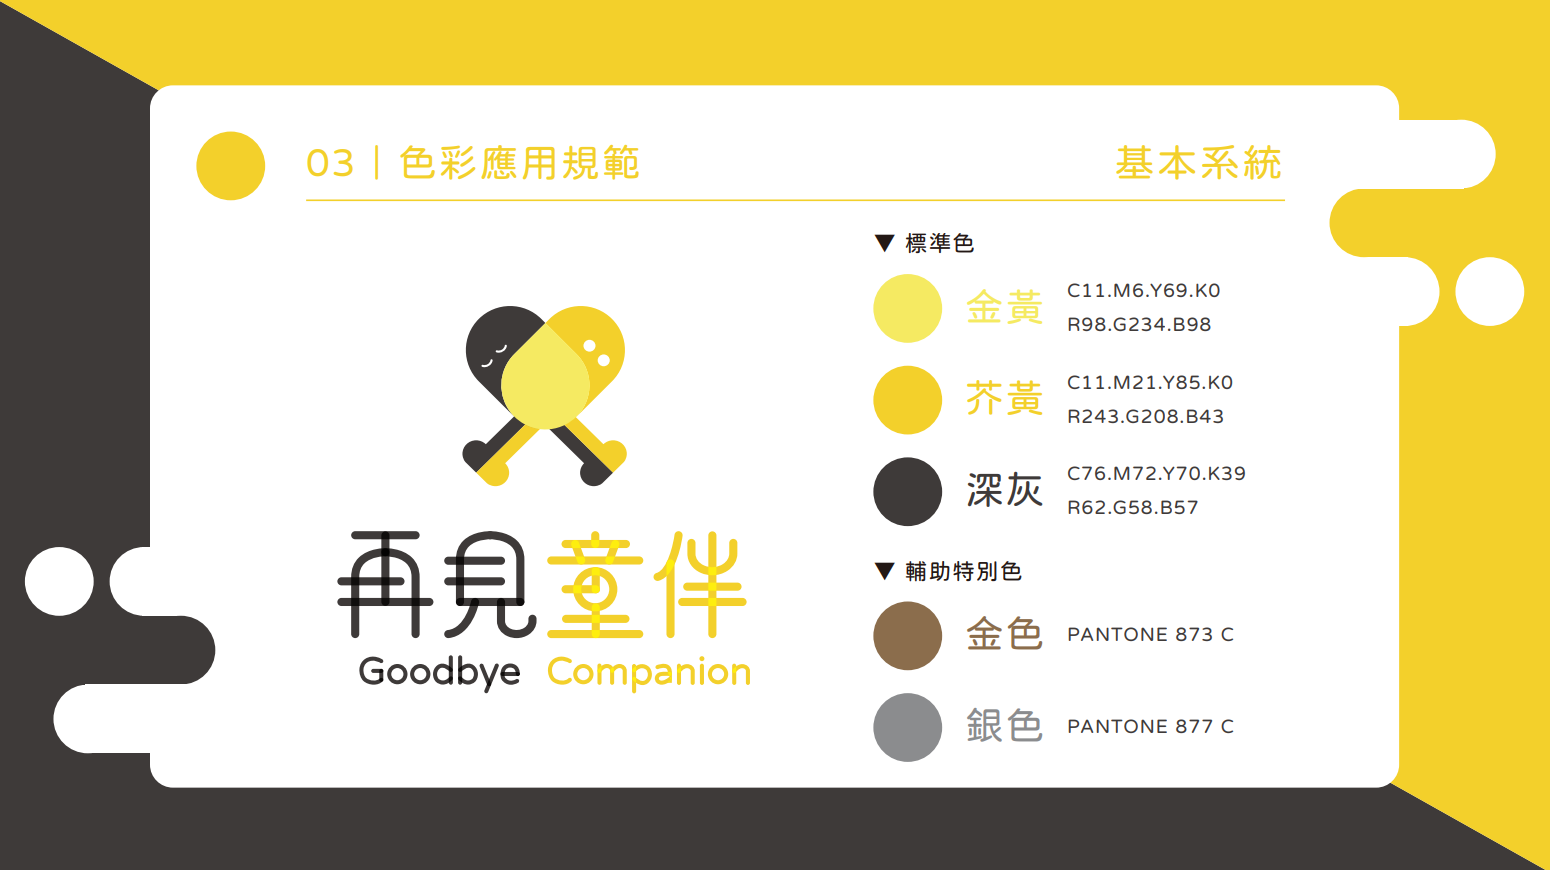 03｜色彩應用規範
基本系統
▼ 標準色
金黃
C11.M6.Y69.K0
R98.G234.B98
芥黃
C11.M21.Y85.K0
R243.G208.B43
深灰
C76.M72.Y70.K39
R62.G58.B57
▼ 輔助特別色
金色
PANTONE 873 C
銀色
PANTONE 877 C
再見童伴
Goodbye Companion